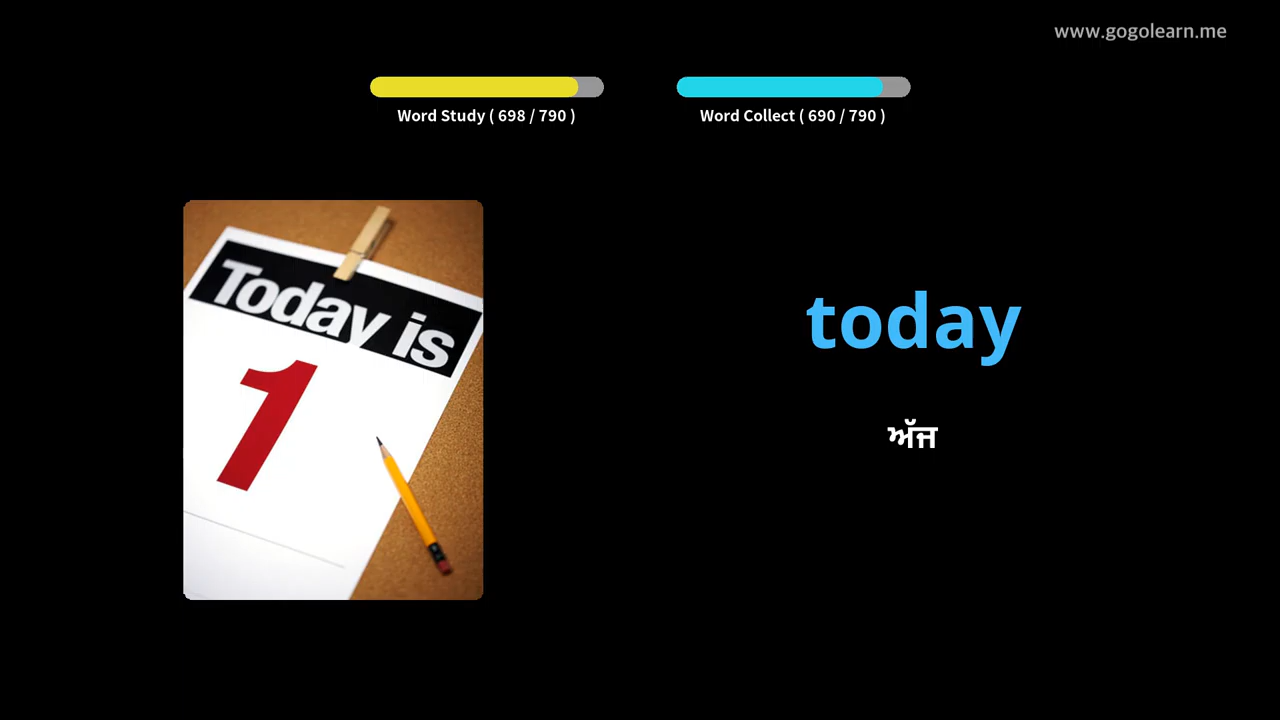 www.gogolearn.me
Word Study ( 698 / 790 )
Word Collect ( 690 / 790 )
Today is
1
today
ਅੱਜ